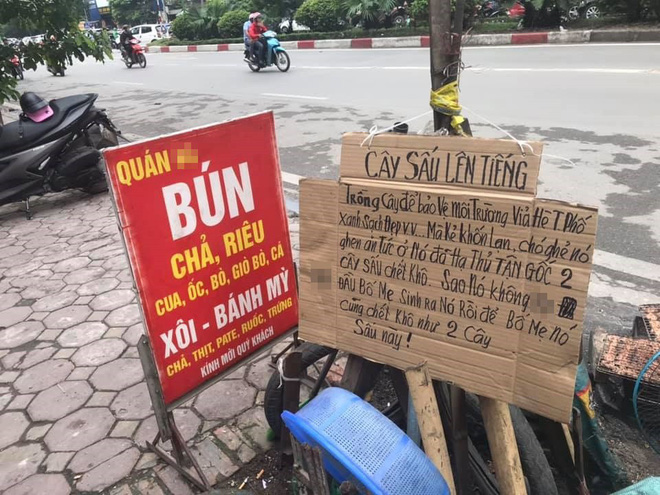 QUÁN
BÚN
CHẢ, RIÊU
CUA, ỐC, BÒ, GIÒ BÒ, CÁ
XÔI - BÁNH MỲ
CHẢ, THỊT, PATE, RUỐC, TRỨNG
KÍNH MỜI QUÝ KHÁCH
CÂY SẤU LÊN TIẾNG
Trồng Cây để bảo Vệ môi Trường Vỉa Hè T. Phố
xanh sạch Đẹp v.v... Mà kẻ khốn Lạn, chó ghẻ nó
ghen ăn Tức ở Nó đã Hạ Thủ TẬN GỐC 2
CÂY SẤU chết Khô. Sao Nó không
ĐẦU Bố Mẹ Sinh ra Nó Rồi để Bố Mẹ nó
cũng chết Khô như 2 Cây
Sấu này!